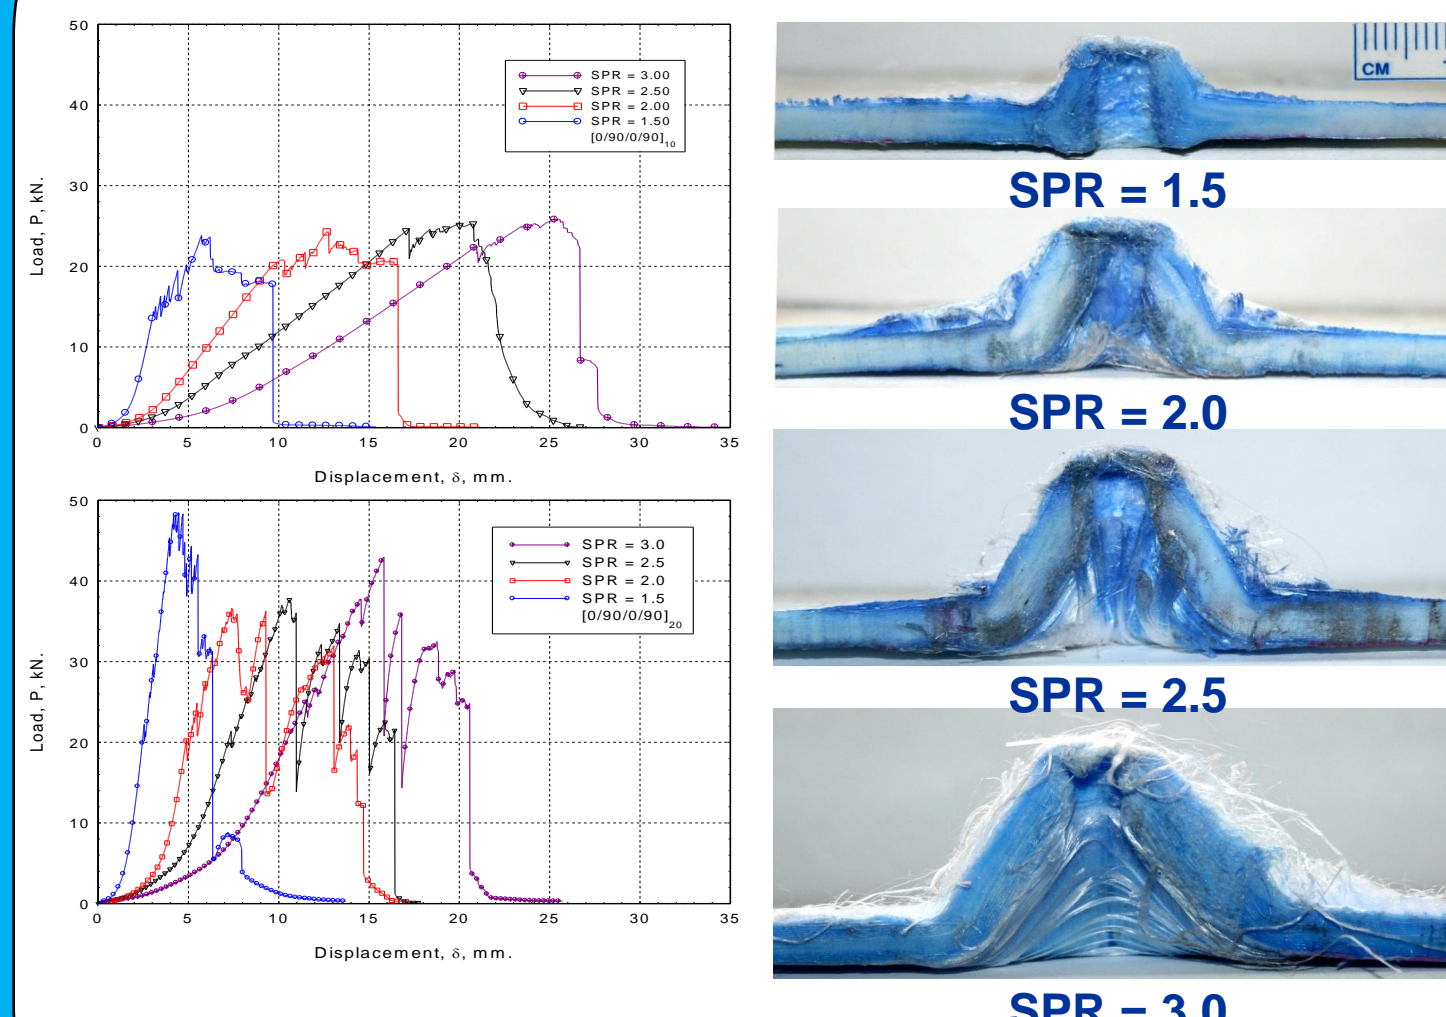 50
40
30
20
10
0
Load, P, kN.
SPR = 3.00
SPR = 2.50
SPR = 2.00
SPR = 1.50
[0/90/0/90]10
0 5 10 15 20 25 30 35
Displacement, δ, mm.
50
40
30
20
10
0
Load, P, kN.
SPR = 3.0
SPR = 2.5
SPR = 2.0
SPR = 1.5
[0/90/0/90]20
0 5 10 15 20 25 30 35
Displacement, δ, mm.
CM
SPR = 1.5
SPR = 2.0
SPR = 2.5
SPR = 3.0